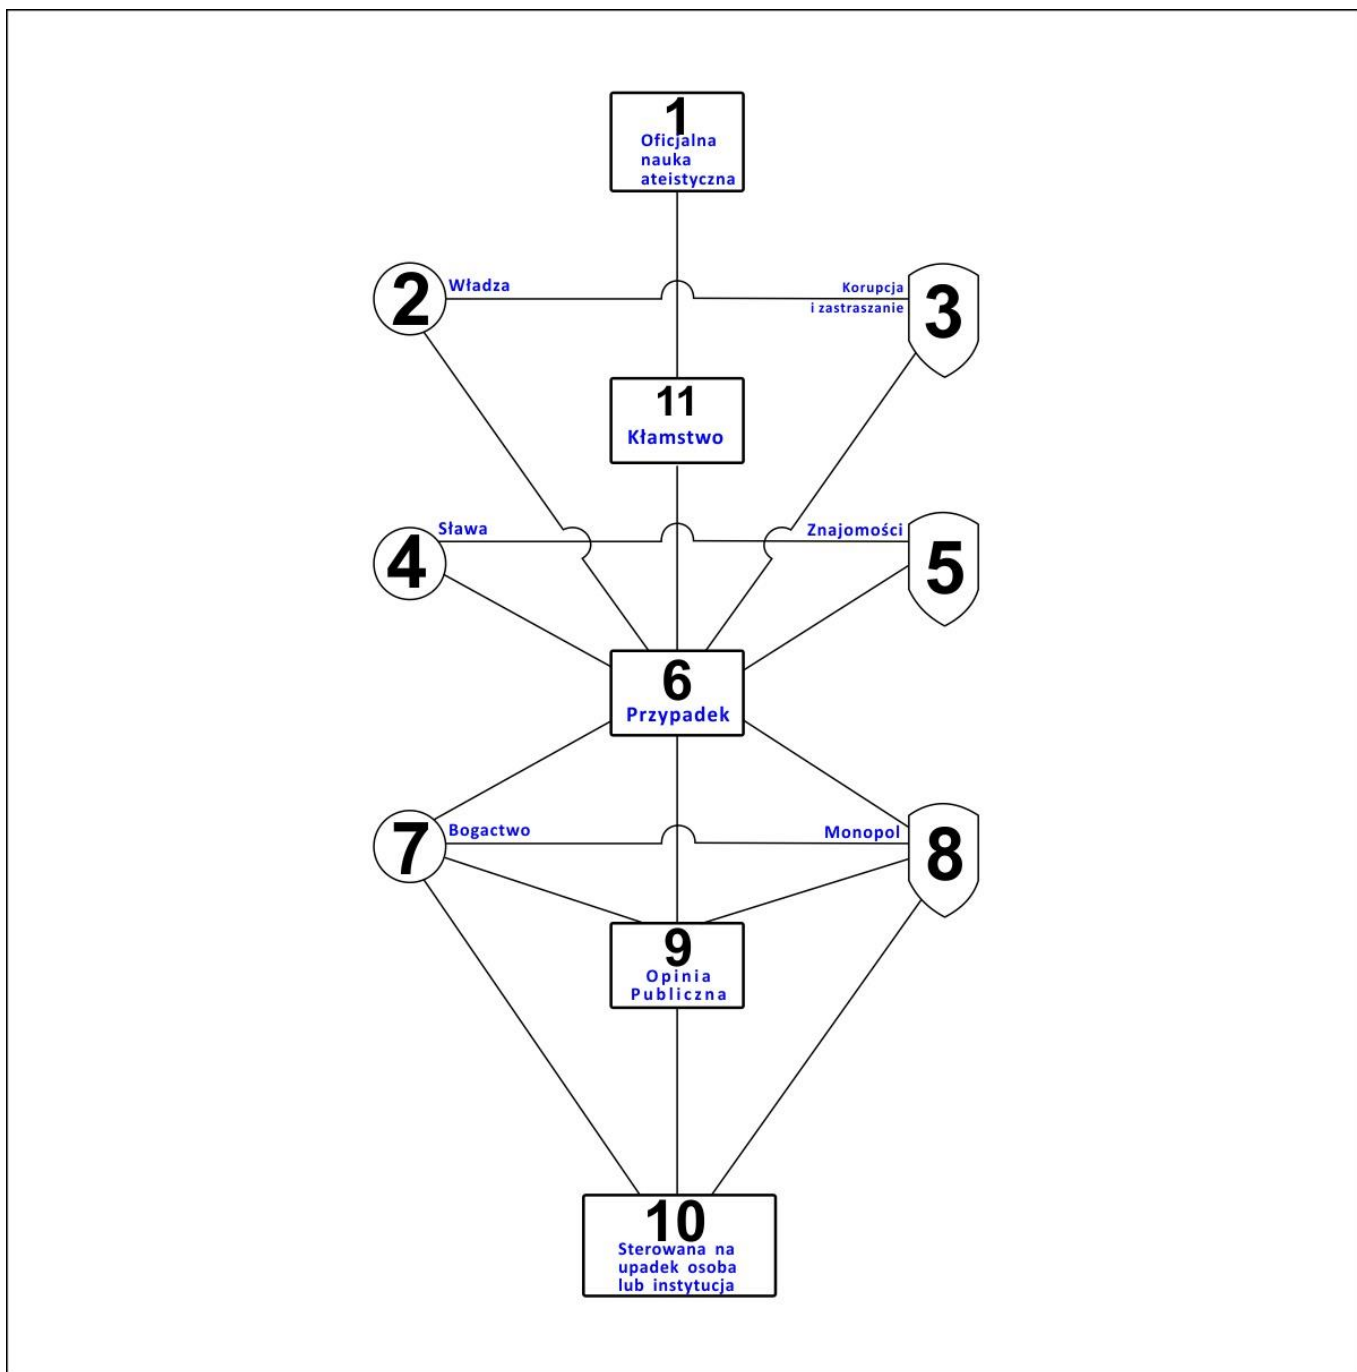 1
Oficjalna
nauka
ateistyczna
2
Władza
Korupcja
i zastraszanie
3
11
Kłamstwo
4
Sława
Znajomości
5
6
Przypadek
7
Bogactwo
Monopol
8
9
Opinia
Publiczna
10
Sterowana na
upadek osoba
lub instytucja